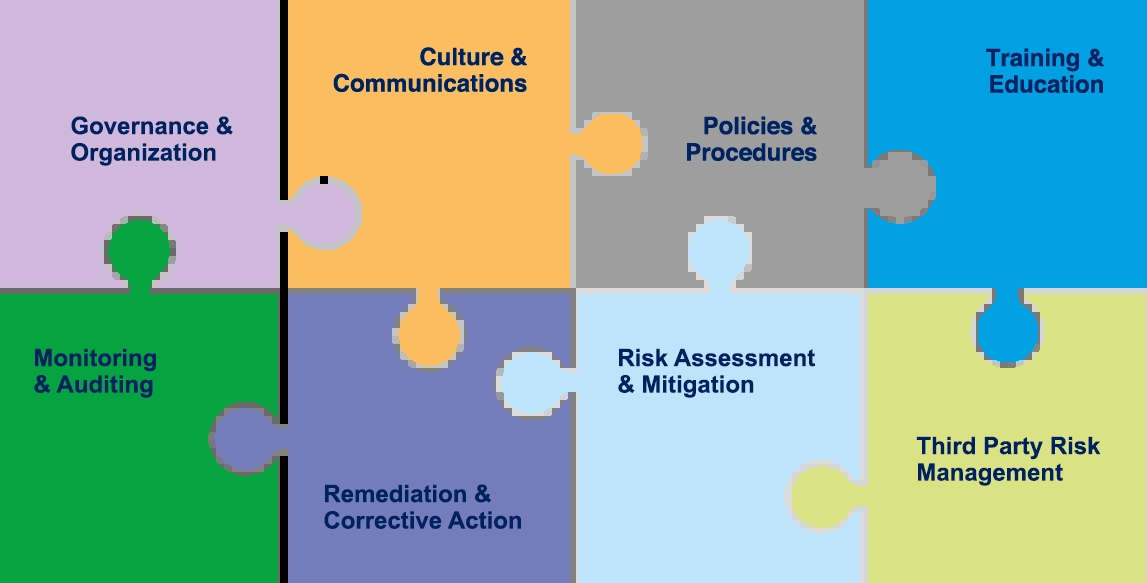 Governance &
Organization
Culture &
Communications
Policies &
Procedures
Training &
Education
Monitoring
& Auditing
Remediation &
Corrective Action
Risk Assessment
& Mitigation
Third Party Risk
Management